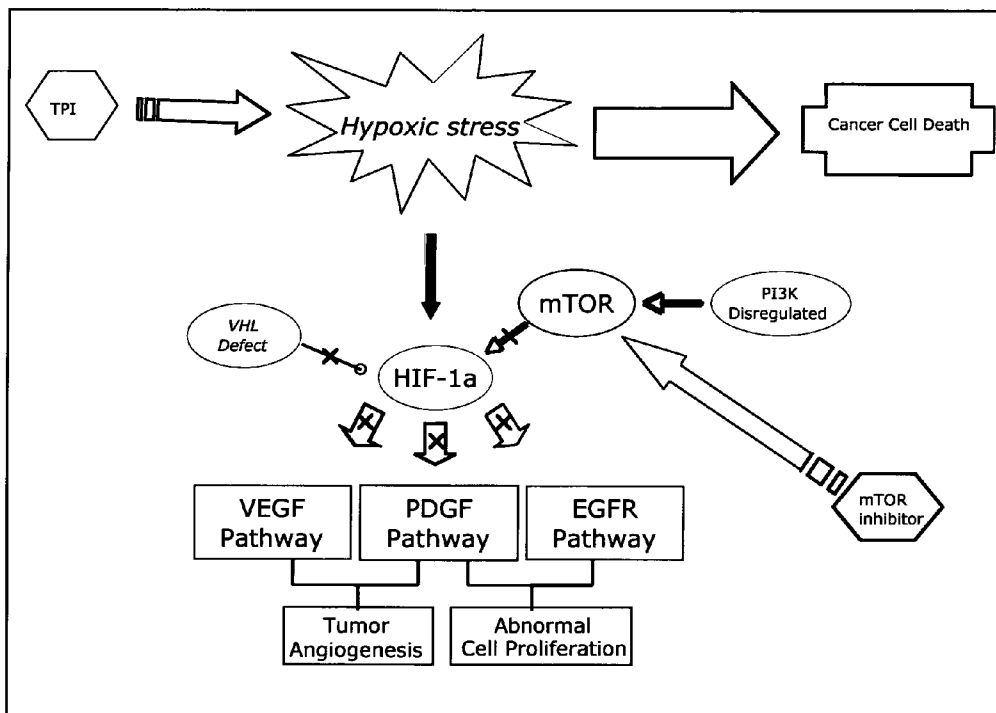 TPI
Hypoxic stress
Cancer Cell Death
mTOR
PI3K
Disregulated
VHL
Defect
HIF-1a
mTOR
inhibitor
VEGF
Pathway
PDGF
Pathway
EGFR
Pathway
Tumor
Angiogenesis
Abnormal
Cell Proliferation